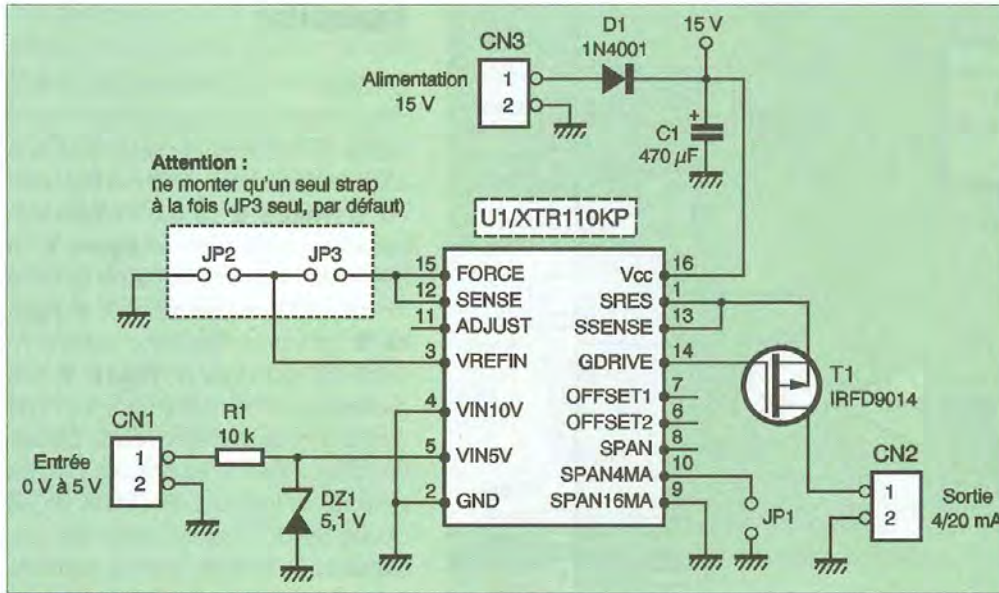 D1
1N4001
15 V
CN3
1
2
Alimentation
15 V
+
C1
470 µF
Attention :
ne monter qu'un seul strap
à la fois (JP3 seul, par défaut)
JP2
JP3
U1/XTR110KP
15 FORCE
12 SENSE
11 ADJUST
3 VREFIN
4 VIN10V
5 VIN5V
2 GND
Vcc 16
SRES 1
SSENSE 13
GDRIVE 14
OFFSET1 7
OFFSET2 6
SPAN 8
SPAN4MA 10
SPAN16MA 9
T1
IRFD9014
CN1
1
2
Entrée
0 V à 5 V
R1
10 k
DZ1
5,1 V
JP1
CN2
1
2
Sortie
4/20 mA